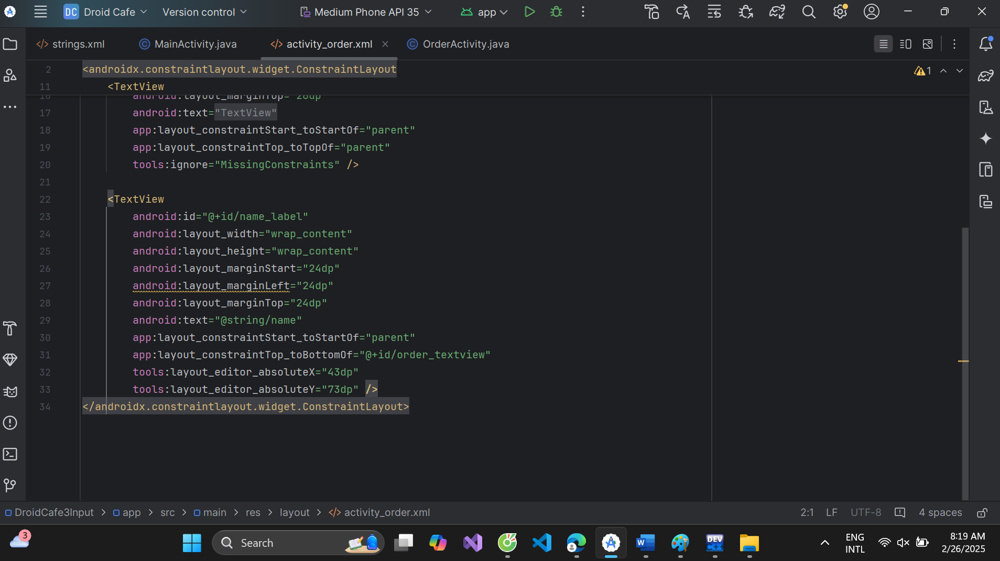 DC Droid Cafe Version control Medium Phone API 35 app
strings.xml MainActivity.java activity_order.xml OrderActivity.java
2 <androidx.constraintlayout.widget.ConstraintLayout 1
11 <TextView
16 android:layout_marginTop="28dp"
17 android:text="TextView"
18 app:layout_constraintStart_toStartOf="parent"
19 app:layout_constraintTop_toTopOf="parent"
20 tools:ignore="MissingConstraints" />
21
22 <TextView
23 android:id="@+id/name_label"
24 android:layout_width="wrap_content"
25 android:layout_height="wrap_content"
26 android:layout_marginStart="24dp"
27 android:layout_marginLeft="24dp"
28 android:layout_marginTop="24dp"
29 android:text="@string/name"
30 app:layout_constraintStart_toStartOf="parent"
31 app:layout_constraintTop_toBottomOf="@+id/order_textview"
32 tools:layout_editor_absoluteX="43dp"
33 tools:layout_editor_absoluteY="73dp" />
34 </androidx.constraintlayout.widget.ConstraintLayout>
DroidCafe3Input > app > src > main > res > layout > activity_order.xml 2:1 LF UTF-8 4 spaces
3 Search W DEV C++ ENG INTL 8:19 AM
2/26/2025